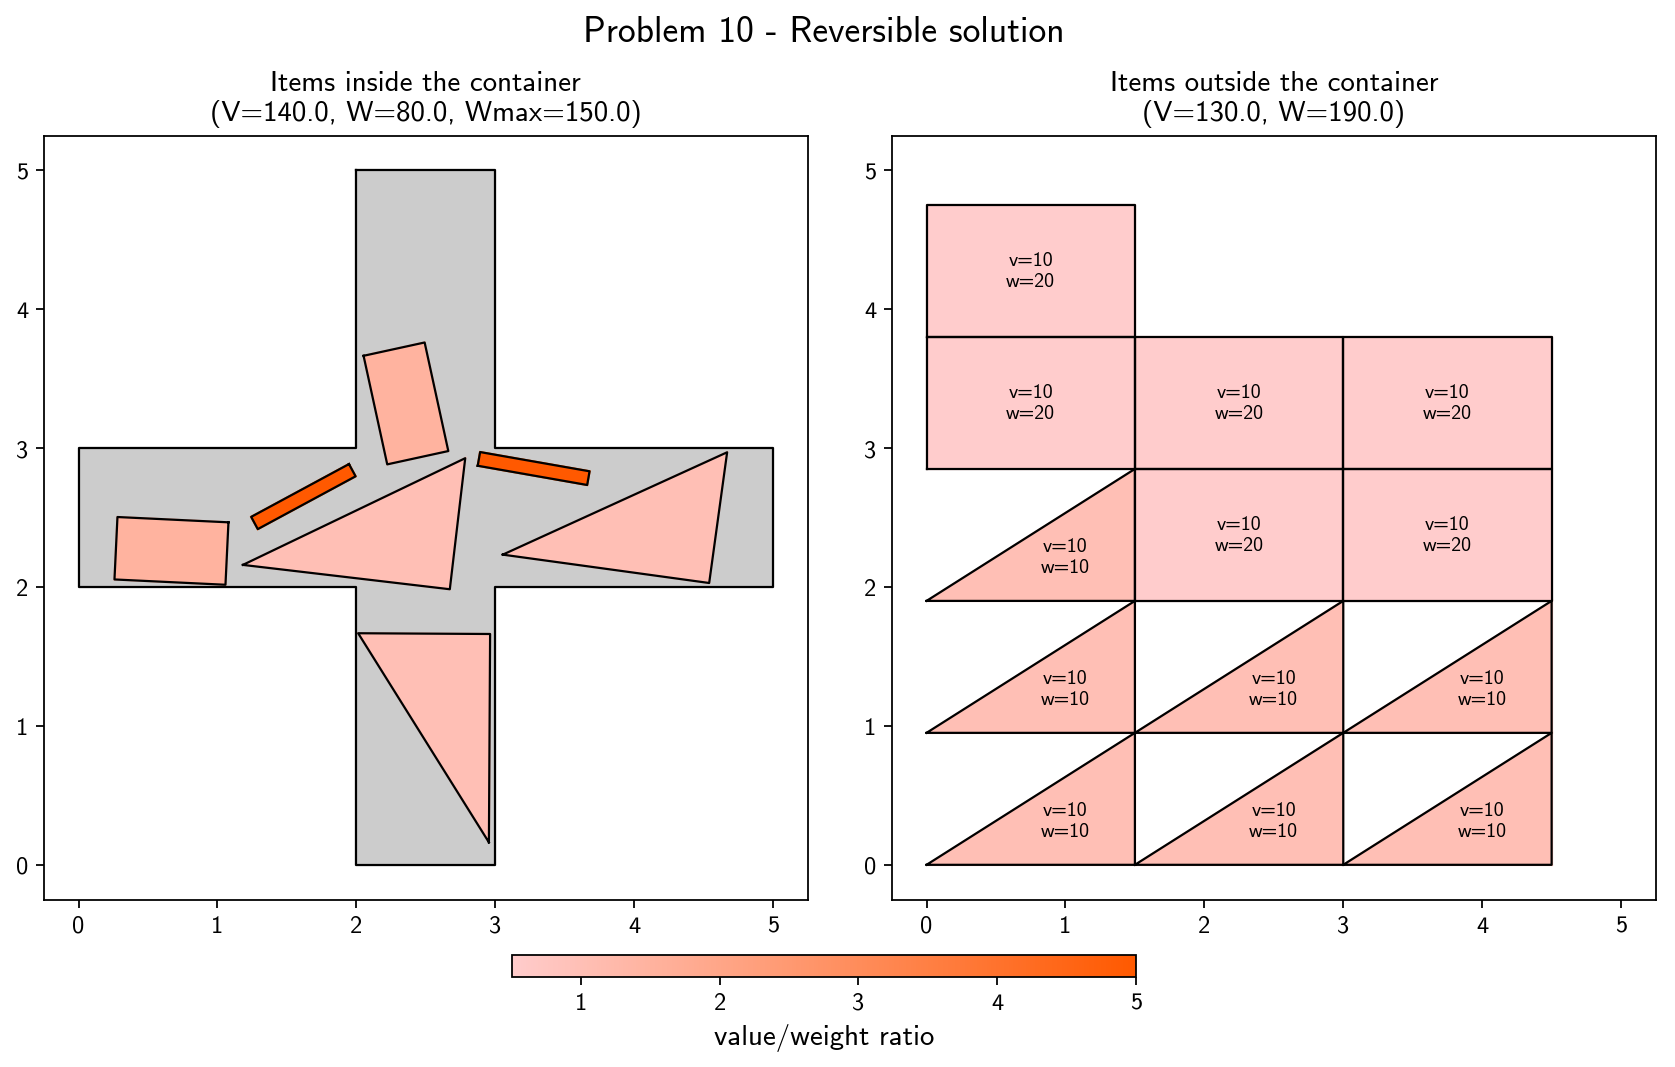 Problem 10 - Reversible solution
Items inside the container
(V=140.0, W=80.0, Wmax=150.0)
5
4
3
2
1
0
0 1 2 3 4 5
Items outside the container
(V=130.0, W=190.0)
5
4
3
2
1
0
v=10
w=20
v=10 v=10 v=10
w=20 w=20 w=20
v=10 v=10 v=10
w=10 w=20 w=20
v=10 v=10 v=10
w=10 w=10 w=10
v=10 v=10 v=10
w=10 w=10 w=10
0 1 2 3 4 5
1 2 3 4 5
value/weight ratio